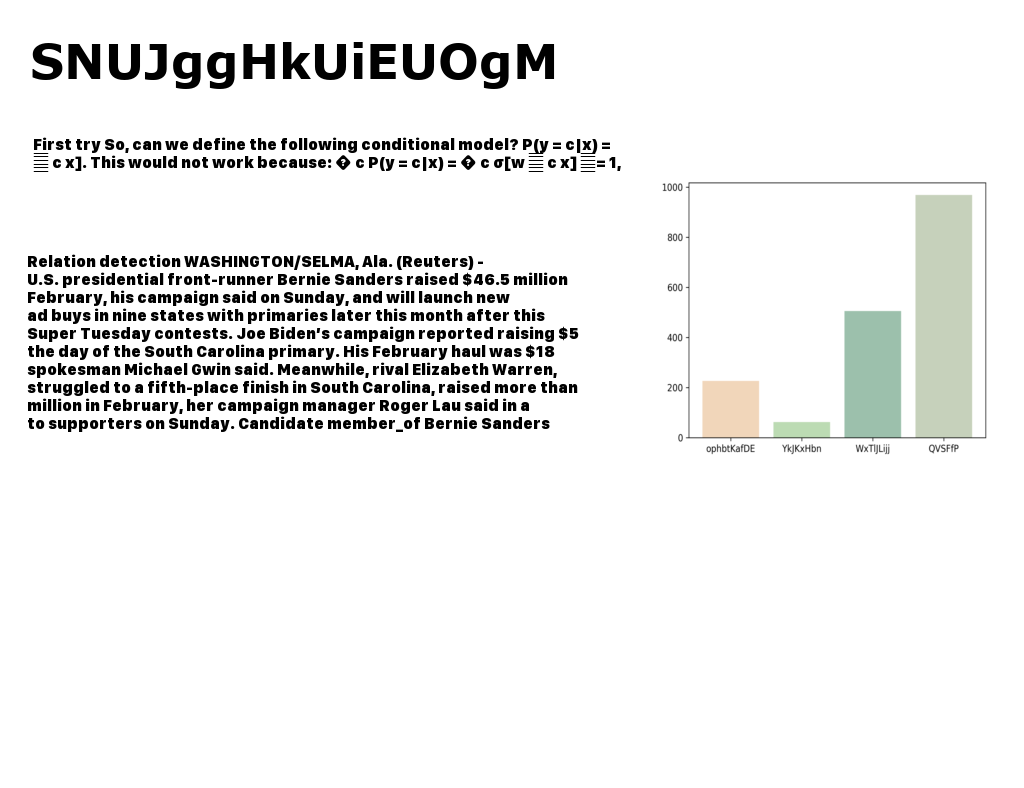 SNUJggHkUiEUOgM
First try So, can we define the following conditional model? P(y = c|x) =
𝄚 c x]. This would not work because: � c P(y = c|x) = � c σ[w 𝄚 c x] 𝄚= 1,
Relation detection WASHINGTON/SELMA, Ala. (Reuters) -
U.S. presidential front-runner Bernie Sanders raised $46.5 million
February, his campaign said on Sunday, and will launch new
ad buys in nine states with primaries later this month after this
Super Tuesday contests. Joe Biden's campaign reported raising $5
the day of the South Carolina primary. His February haul was $18
spokesman Michael Gwin said. Meanwhile, rival Elizabeth Warren,
struggled to a fifth-place finish in South Carolina, raised more than
million in February, her campaign manager Roger Lau said in a
to supporters on Sunday. Candidate member_of Bernie Sanders
1000
800
600
400
200
0
ophbtKafDE YkJKxHbn WxTlJLijj QVSFfP